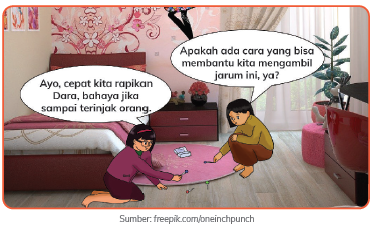 Ayo, cepat kita rapikan
Dara, bahaya jika
sampai terinjak orang.
Apakah ada cara yang bisa
membantu kita mengambil
jarum ini, ya?
Sumber: freepik.com/oneinchpunch